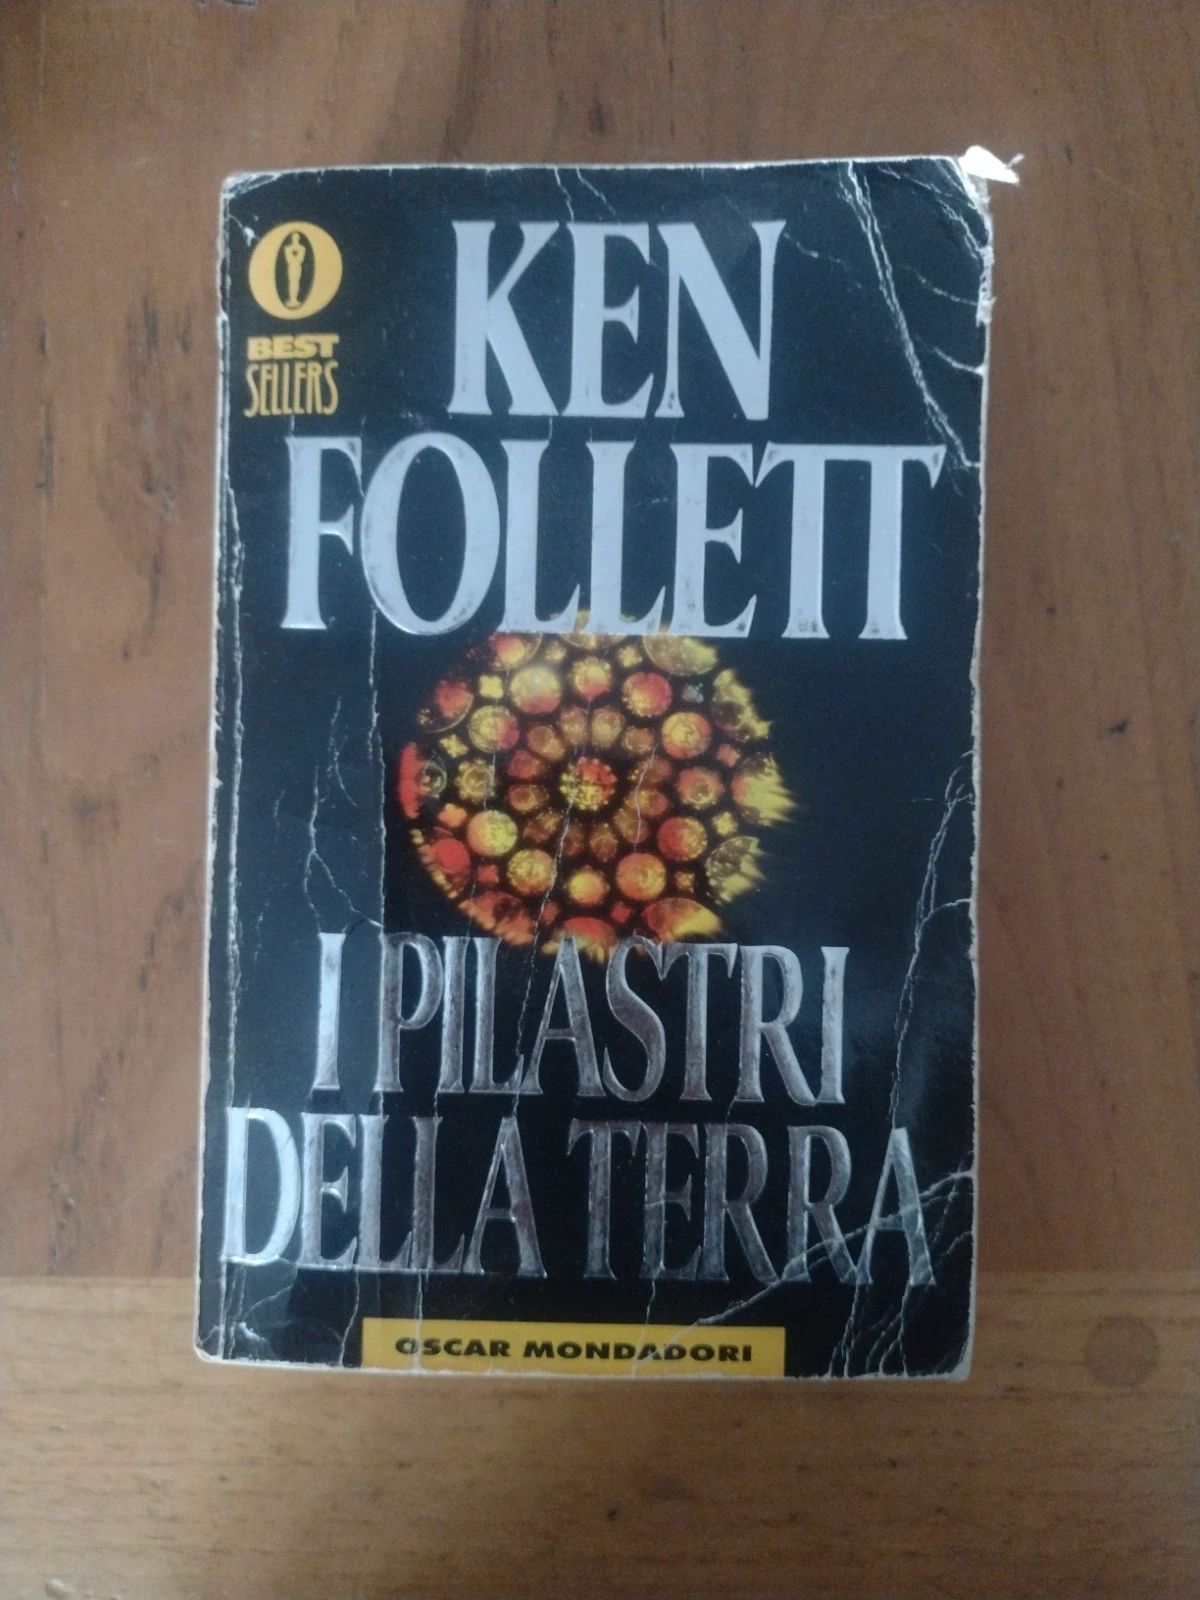 BEST
SELLERS
KEN
FOLLETT
I PILASTRI
DELLA TERRA
OSCAR MONDADORI